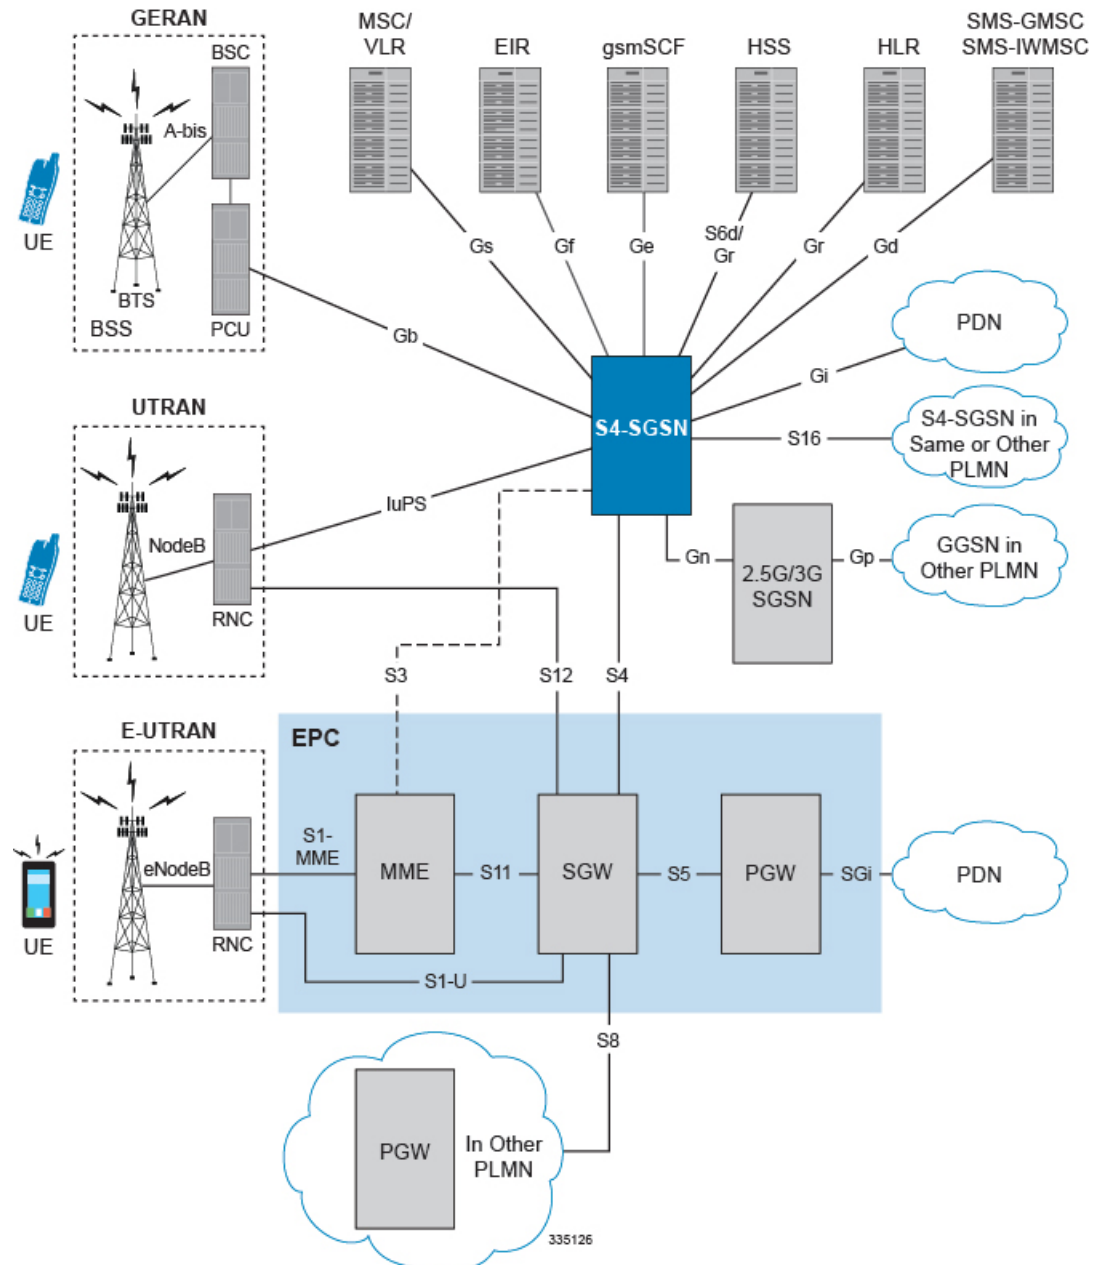 GERAN
MSC/
VLR
EIR
gsmSCF
HSS
HLR
SMS-GMSC
SMS-IWMSC
BSC
A-bis
UE
BTS
BSS
PCU
Gs
Gf
Ge
S6d/
Gr
Gr
Gd
Gb
PDN
Gi
UTRAN
S4-SGSN
S16
S4-SGSN in
Same or Other
PLMN
IuPS
NodeB
UE
RNC
Gn
2.5G/3G
SGSN
Gp
GGSN in
Other PLMN
S3
S12
S4
E-UTRAN
EPC
eNodeB
UE
RNC
S1-
MME
MME
S11
SGW
S5
PGW
SGi
PDN
S1-U
S8
PGW
In Other
PLMN
335126